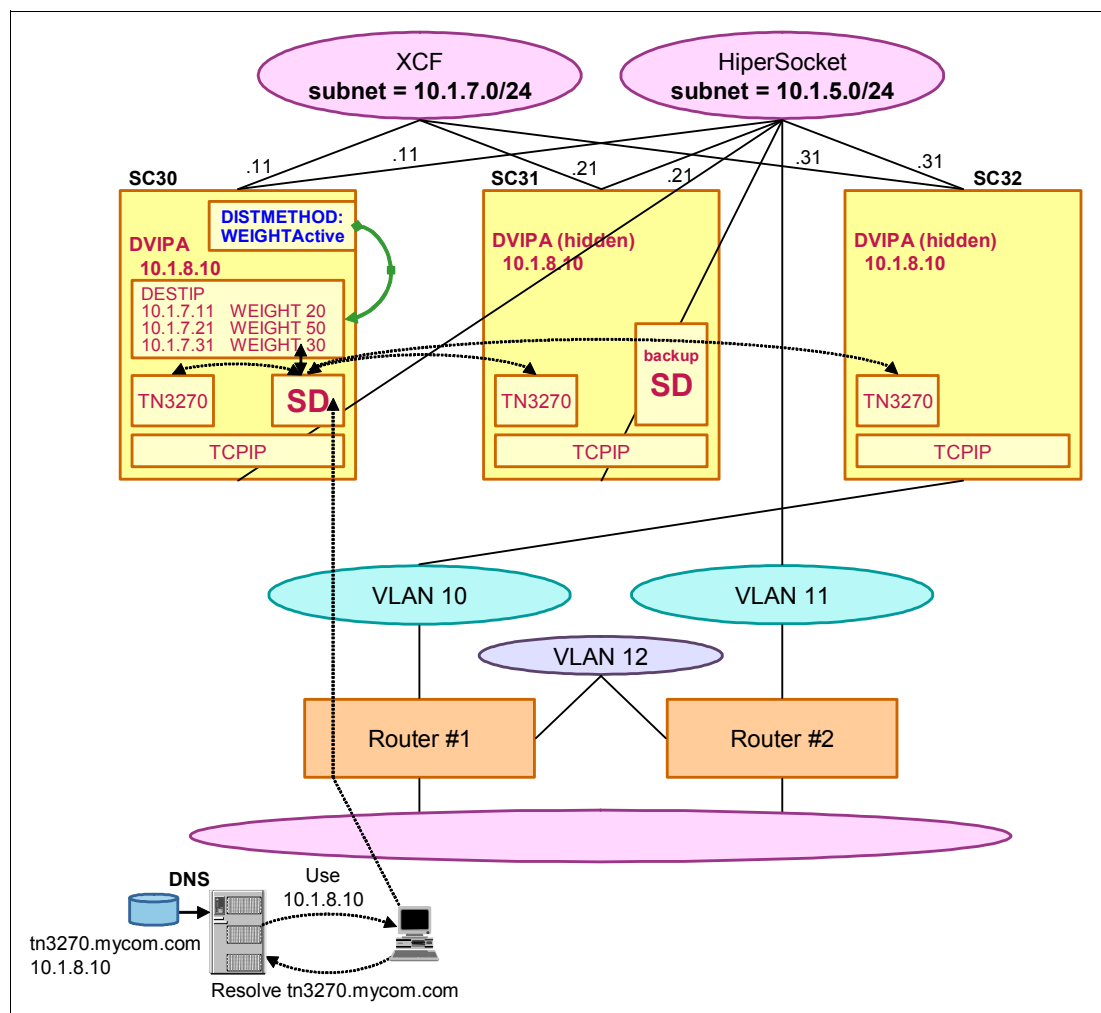 XCF
subnet = 10.1.7.0/24
HiperSocket
subnet = 10.1.5.0/24
.11
.11
.21
.21
.31
.31
SC30
SC31
SC32
DISTMETHOD:
WEIGHTActive
DVIPA
10.1.8.10
DESTIP
10.1.7.11 WEIGHT 20
10.1.7.21 WEIGHT 50
10.1.7.31 WEIGHT 30
TN3270
SD
TCPIP
DVIPA (hidden)
10.1.8.10
backup
SD
TN3270
TCPIP
DVIPA (hidden)
10.1.8.10
TN3270
TCPIP
VLAN 10
VLAN 11
VLAN 12
Router #1
Router #2
DNS
Use
10.1.8.10
tn3270.mycom.com
10.1.8.10
Resolve tn3270.mycom.com